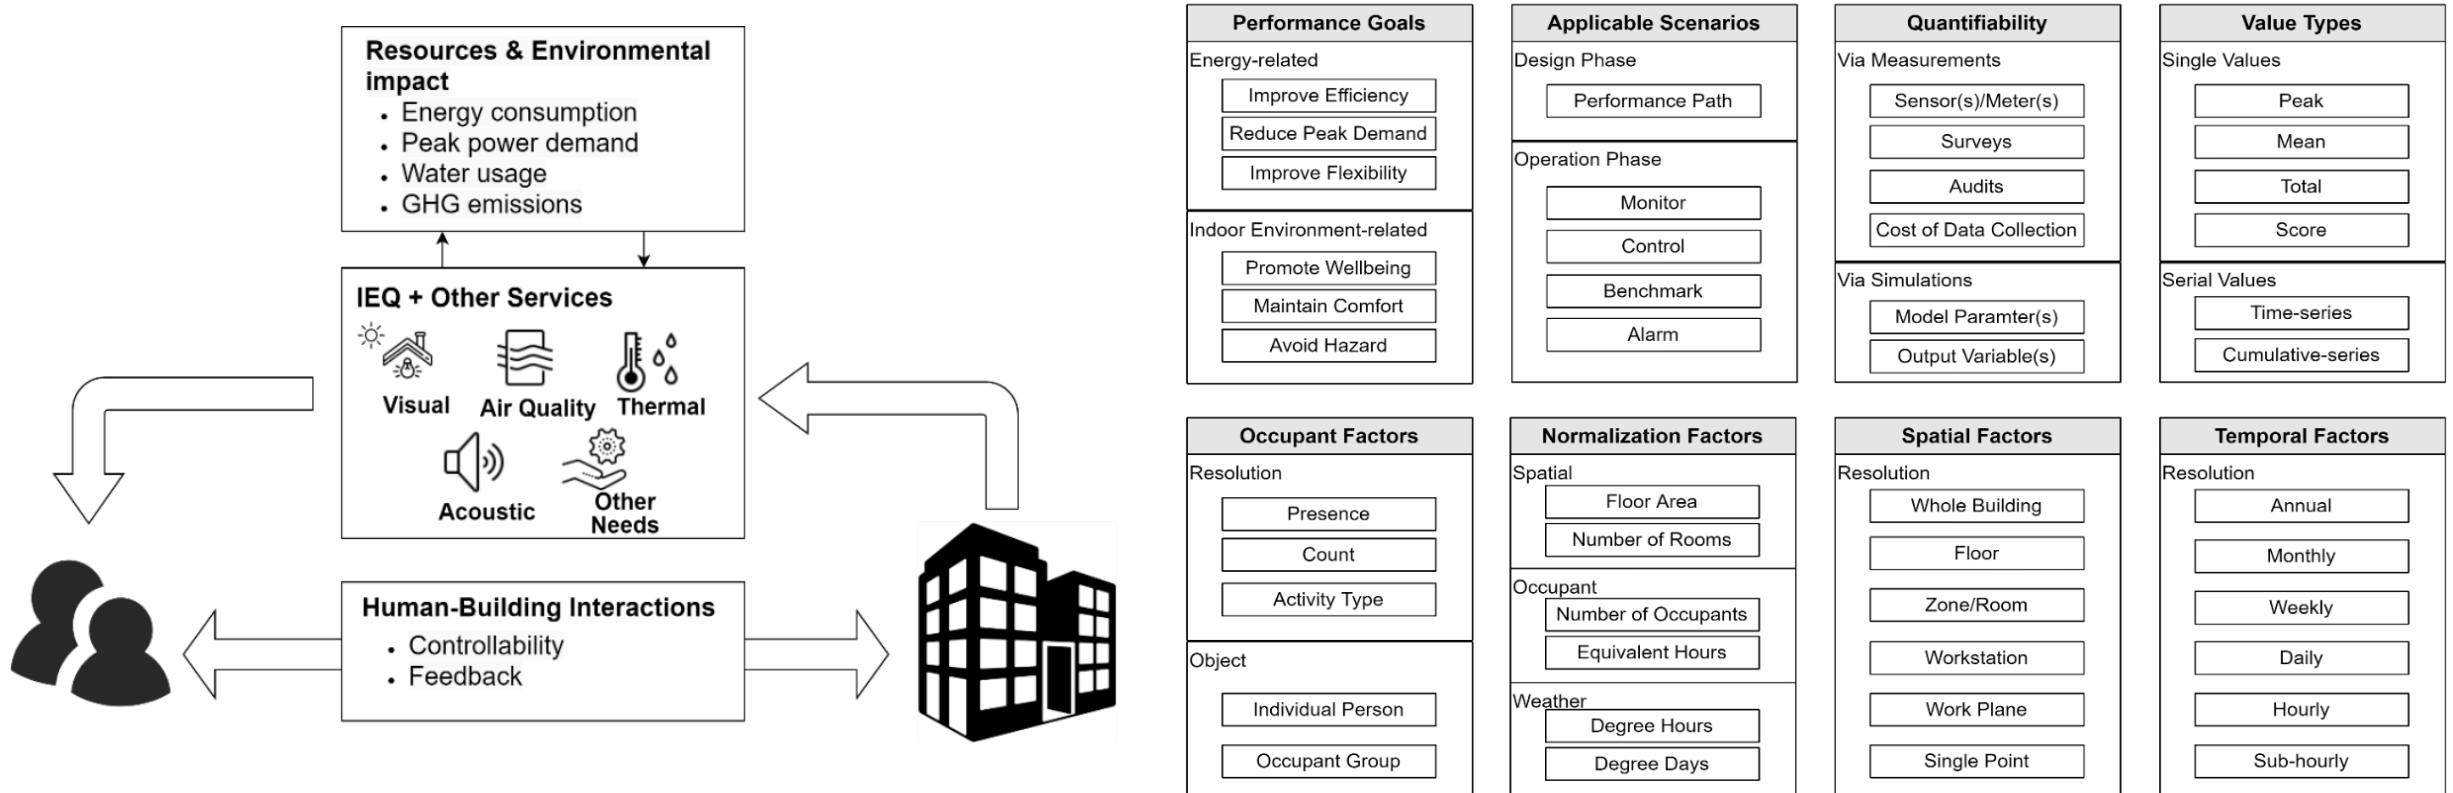 Resources & Environmental
impact
• Energy consumption
• Peak power demand
• Water usage
• GHG emissions
IEQ + Other Services
Visual
Air Quality
Thermal
Acoustic
Other
Needs
Human-Building Interactions
• Controllability
• Feedback
Performance Goals
Energy-related
Improve Efficiency
Reduce Peak Demand
Improve Flexibility
Indoor Environment-related
Promote Wellbeing
Maintain Comfort
Avoid Hazard
Applicable Scenarios
Design Phase
Performance Path
Operation Phase
Monitor
Control
Benchmark
Alarm
Quantifiability
Via Measurements
Sensor(s)/Meter(s)
Surveys
Audits
Cost of Data Collection
Via Simulations
Model Paramter(s)
Output Variable(s)
Value Types
Single Values
Peak
Mean
Total
Score
Serial Values
Time-series
Cumulative-series
Occupant Factors
Resolution
Presence
Count
Activity Type
Object
Individual Person
Occupant Group
Normalization Factors
Spatial
Floor Area
Number of Rooms
Occupant
Number of Occupants
Equivalent Hours
Weather
Degree Hours
Degree Days
Spatial Factors
Resolution
Whole Building
Floor
Zone/Room
Workstation
Work Plane
Single Point
Temporal Factors
Resolution
Annual
Monthly
Weekly
Daily
Hourly
Sub-hourly